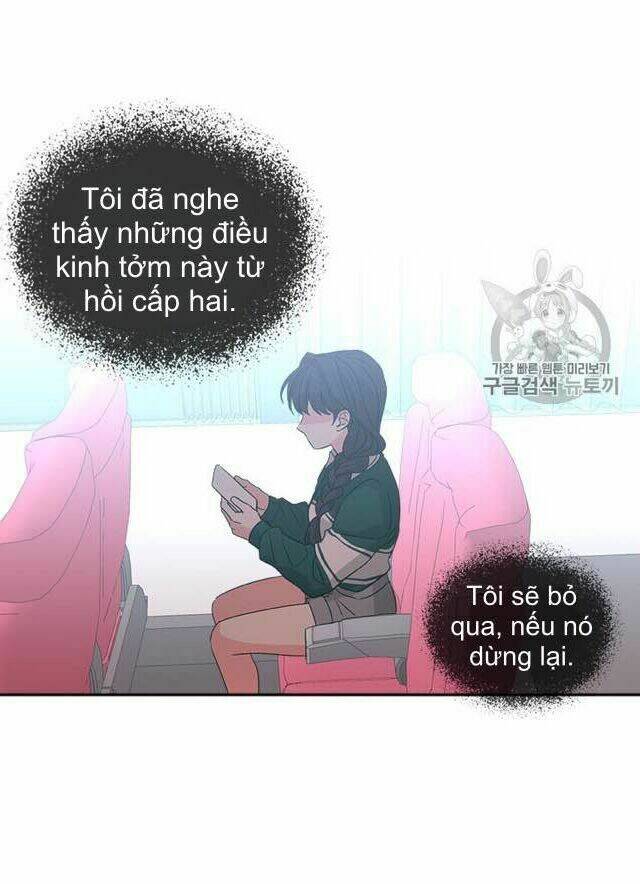 Tôi đã nghe
thấy những điều
kinh tởm này từ
hồi cấp hai.
가장 빠른 웹툰 미리보기
구글검색 뉴토끼
Tôi sẽ bỏ
qua, nếu nó
dừng lại.